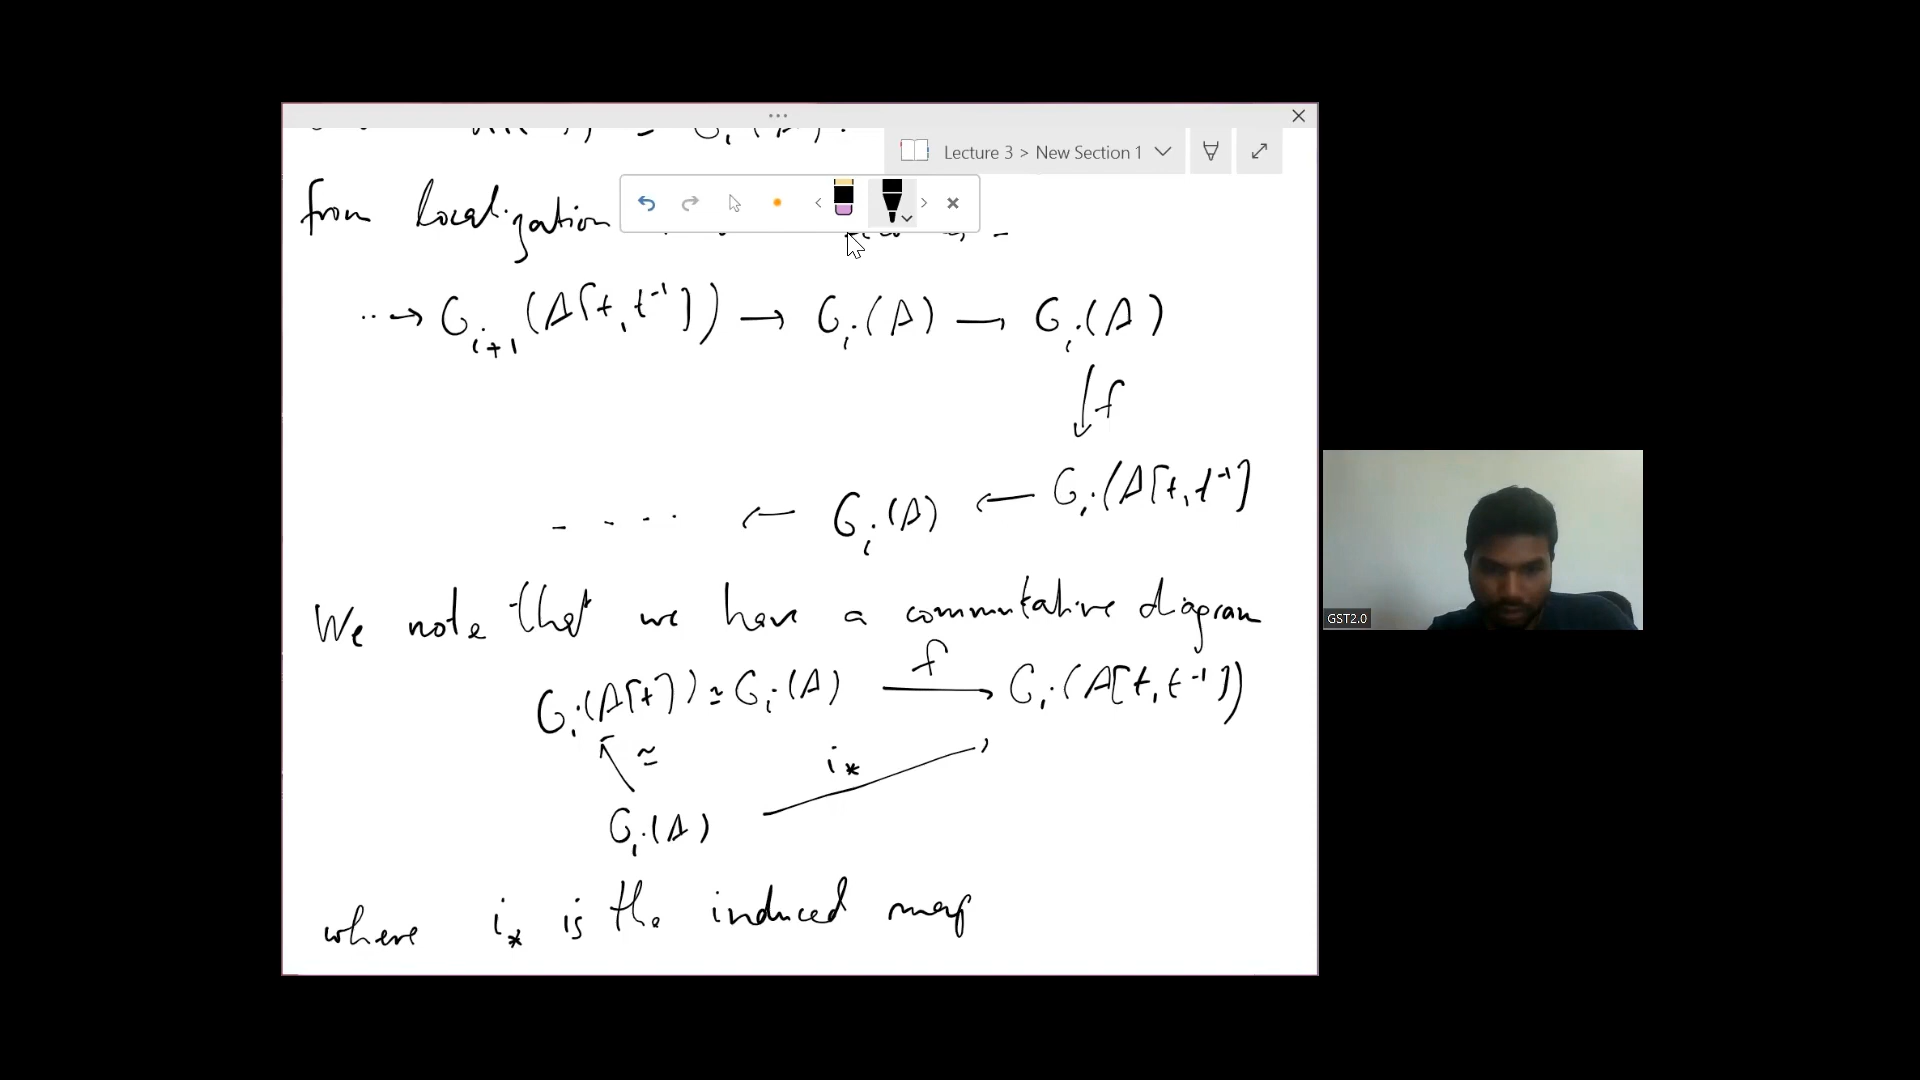 Lecture 3 > New Section 1
from localization
..→ G_{i+1}(A[t, t⁻¹]) → G_i(A) → G_i(A)
↓ f
- . . . ← G_i(A) ← G_i(A[t, t⁻¹]
We note that we have a commutative diagram
f
G_i(A[t]) ≃ G_i(A) → G_i(A[t, t⁻¹])
↖ ≃ i_* 
G_i(A)
where i_* is the induced map
GST2.0